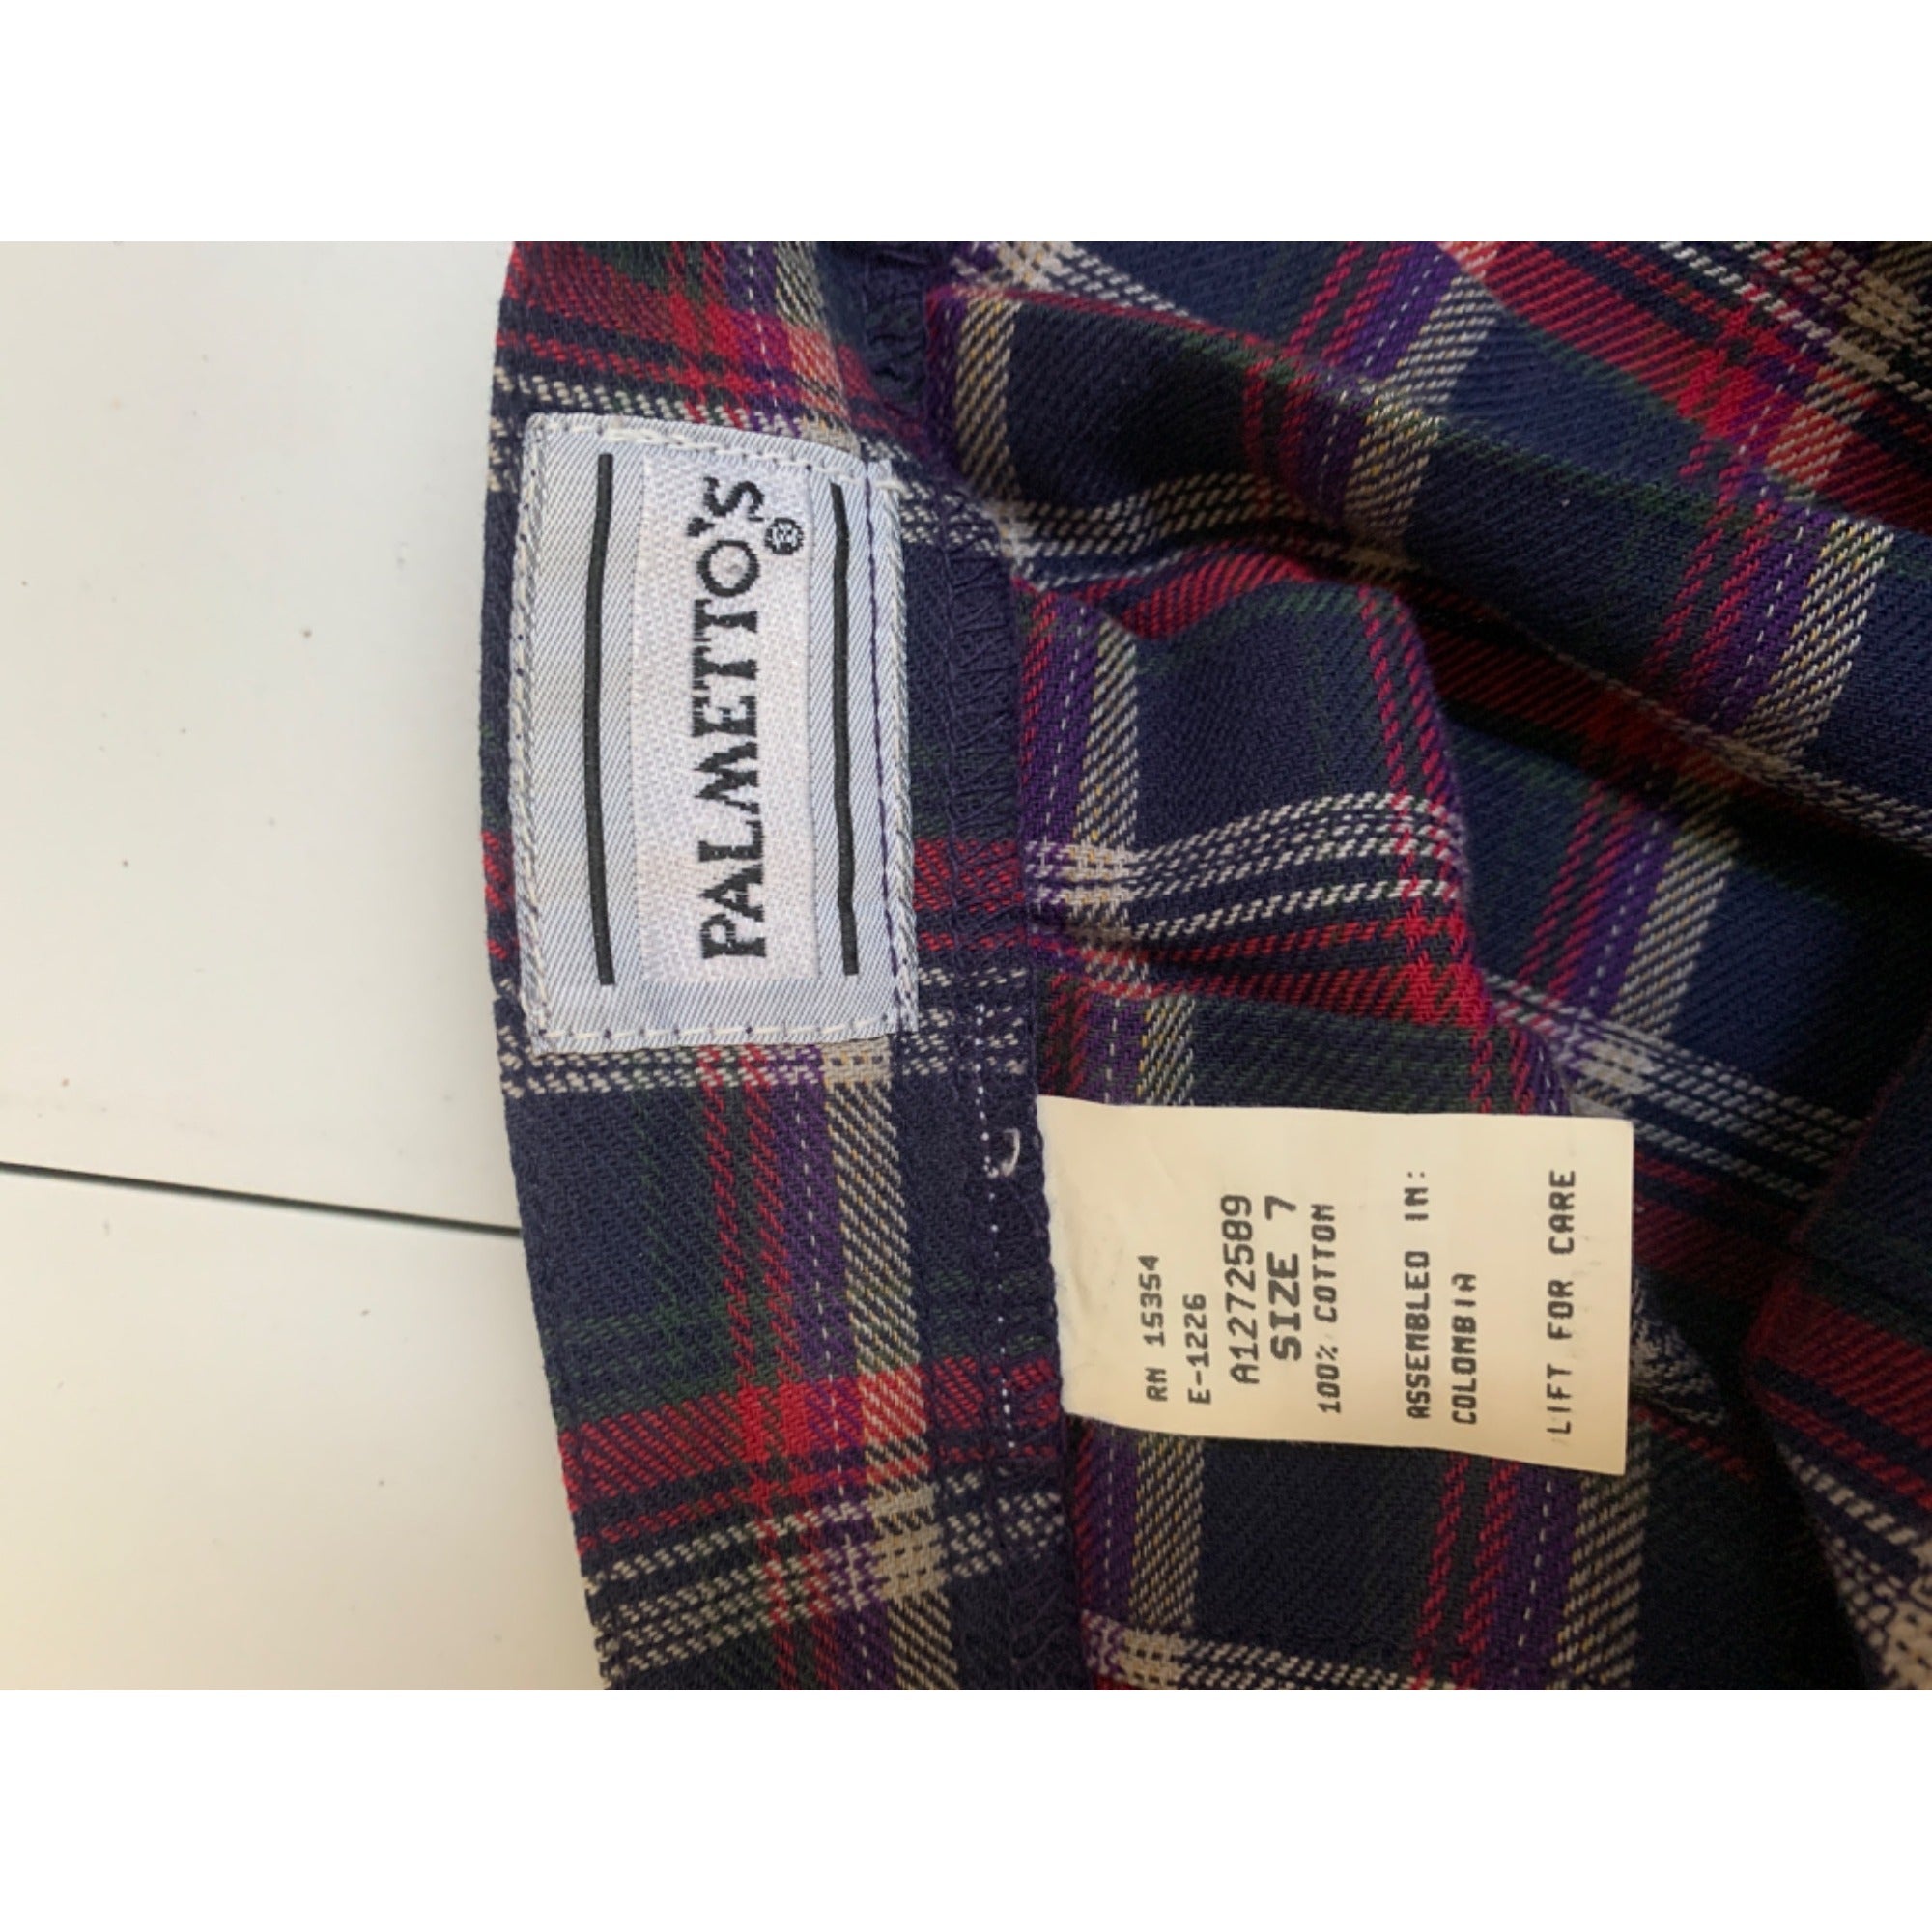 PALMETTO'S®
RN 15354
E-1226
A1272589
SIZE 7
100% COTTON
ASSEMBLED IN:
COLOMBIA
LIFT FOR CARE